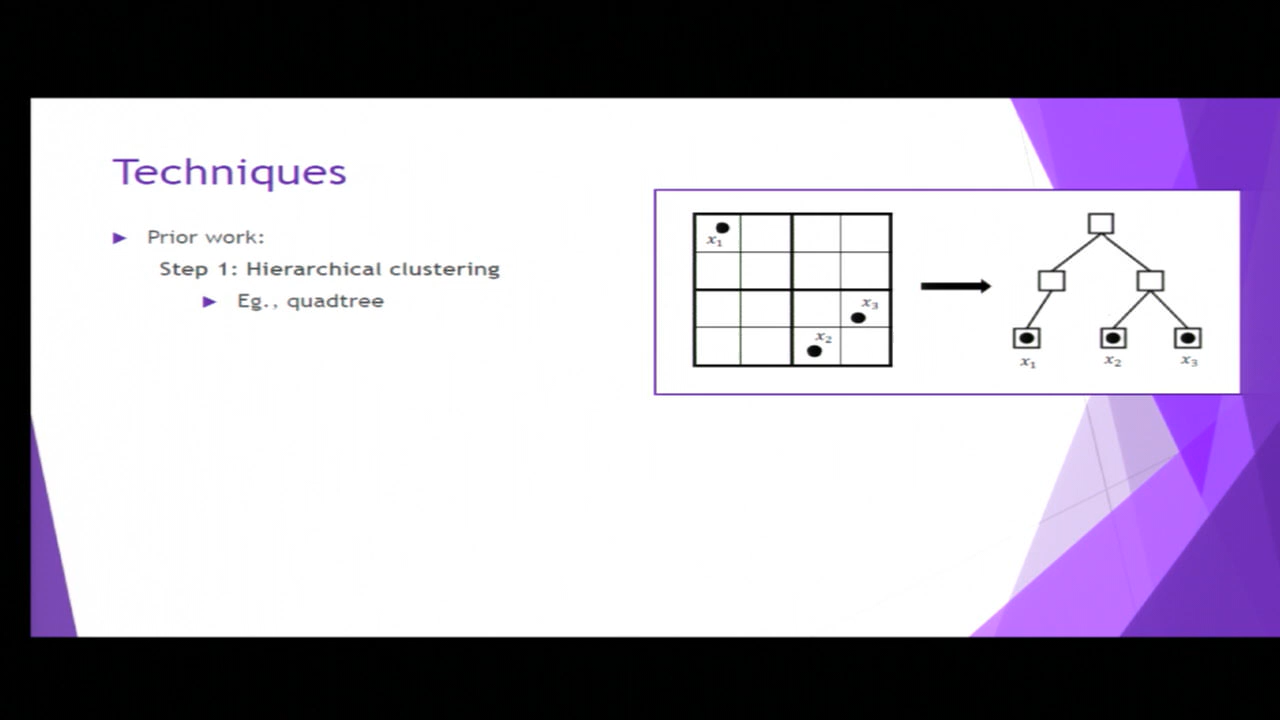 Techniques
▶ Prior work:
Step 1: Hierarchical clustering
▶ Eg., quadtree
x₁
x₃
x₂
x₁ x₂ x₃